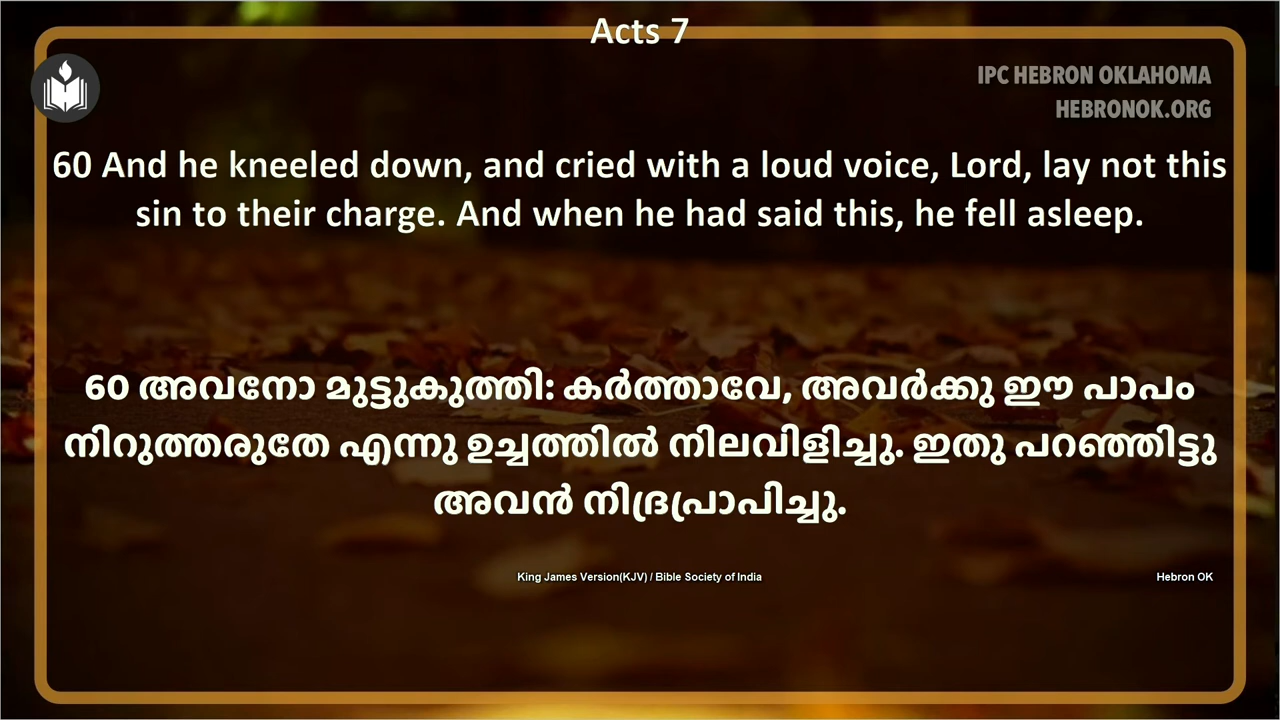 Acts 7
IPC HEBRON OKLAHOMA
HEBRONOK.ORG
60 And he kneeled down, and cried with a loud voice, Lord, lay not this
sin to their charge. And when he had said this, he fell asleep.
60 അവനോ മുട്ടുകുത്തി: കർത്താവേ, അവർക്കു ഈ പാപം
നിറുത്തരുതേ എന്നു ഉച്ചത്തിൽ നിലവിളിച്ചു. ഇതു പറഞ്ഞിട്ടു
അവൻ നിദ്രപ്രാപിച്ചു.
King James Version(KJV) / Bible Society of India
Hebron OK